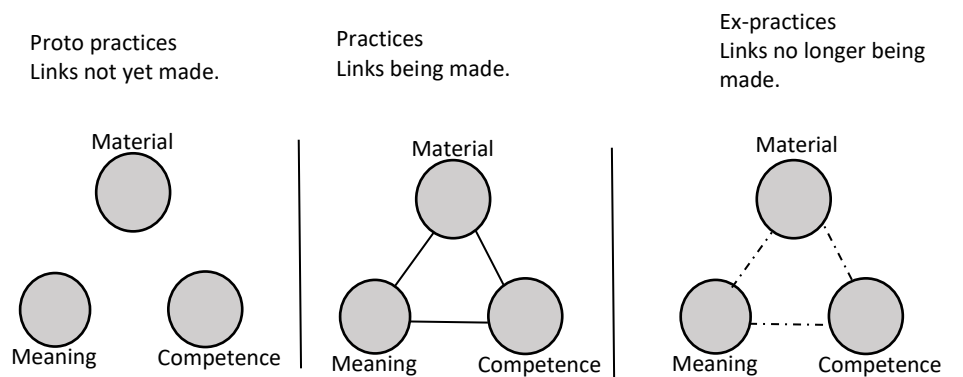 Proto practices
Links not yet made.
Material
Meaning
Competence
Practices
Links being made.
Material
Meaning
Competence
Ex-practices
Links no longer being
made.
Material
Meaning
Competence